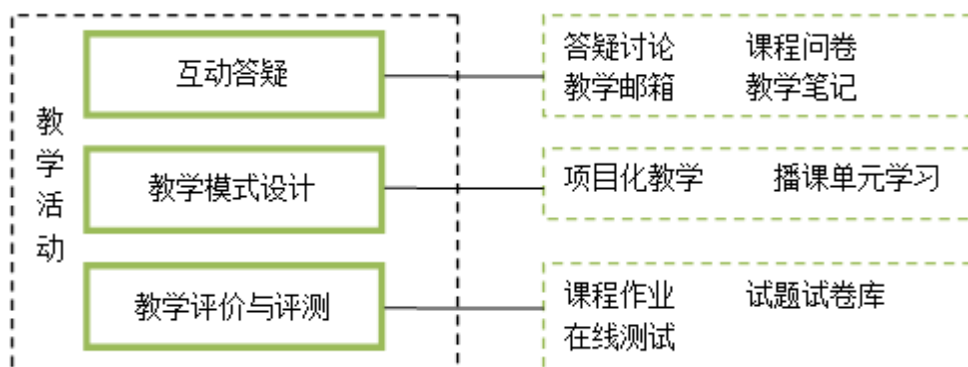 教学活动
互动答疑
答疑讨论 课程问卷
教学邮箱 教学笔记
教学模式设计
项目化教学 播课单元学习
教学评价与评测
课程作业 试题试卷库
在线测试